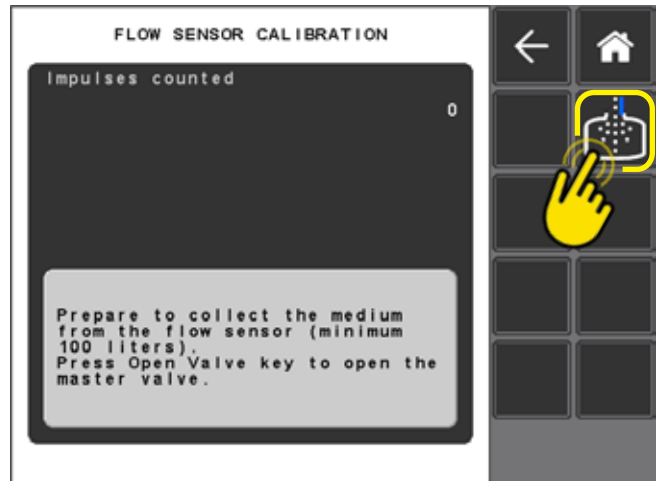 FLOW SENSOR CALIBRATION
Impulses counted
0
Prepare to collect the medium
from the flow sensor (minimum
100 liters).
Press Open Valve key to open the
master valve.